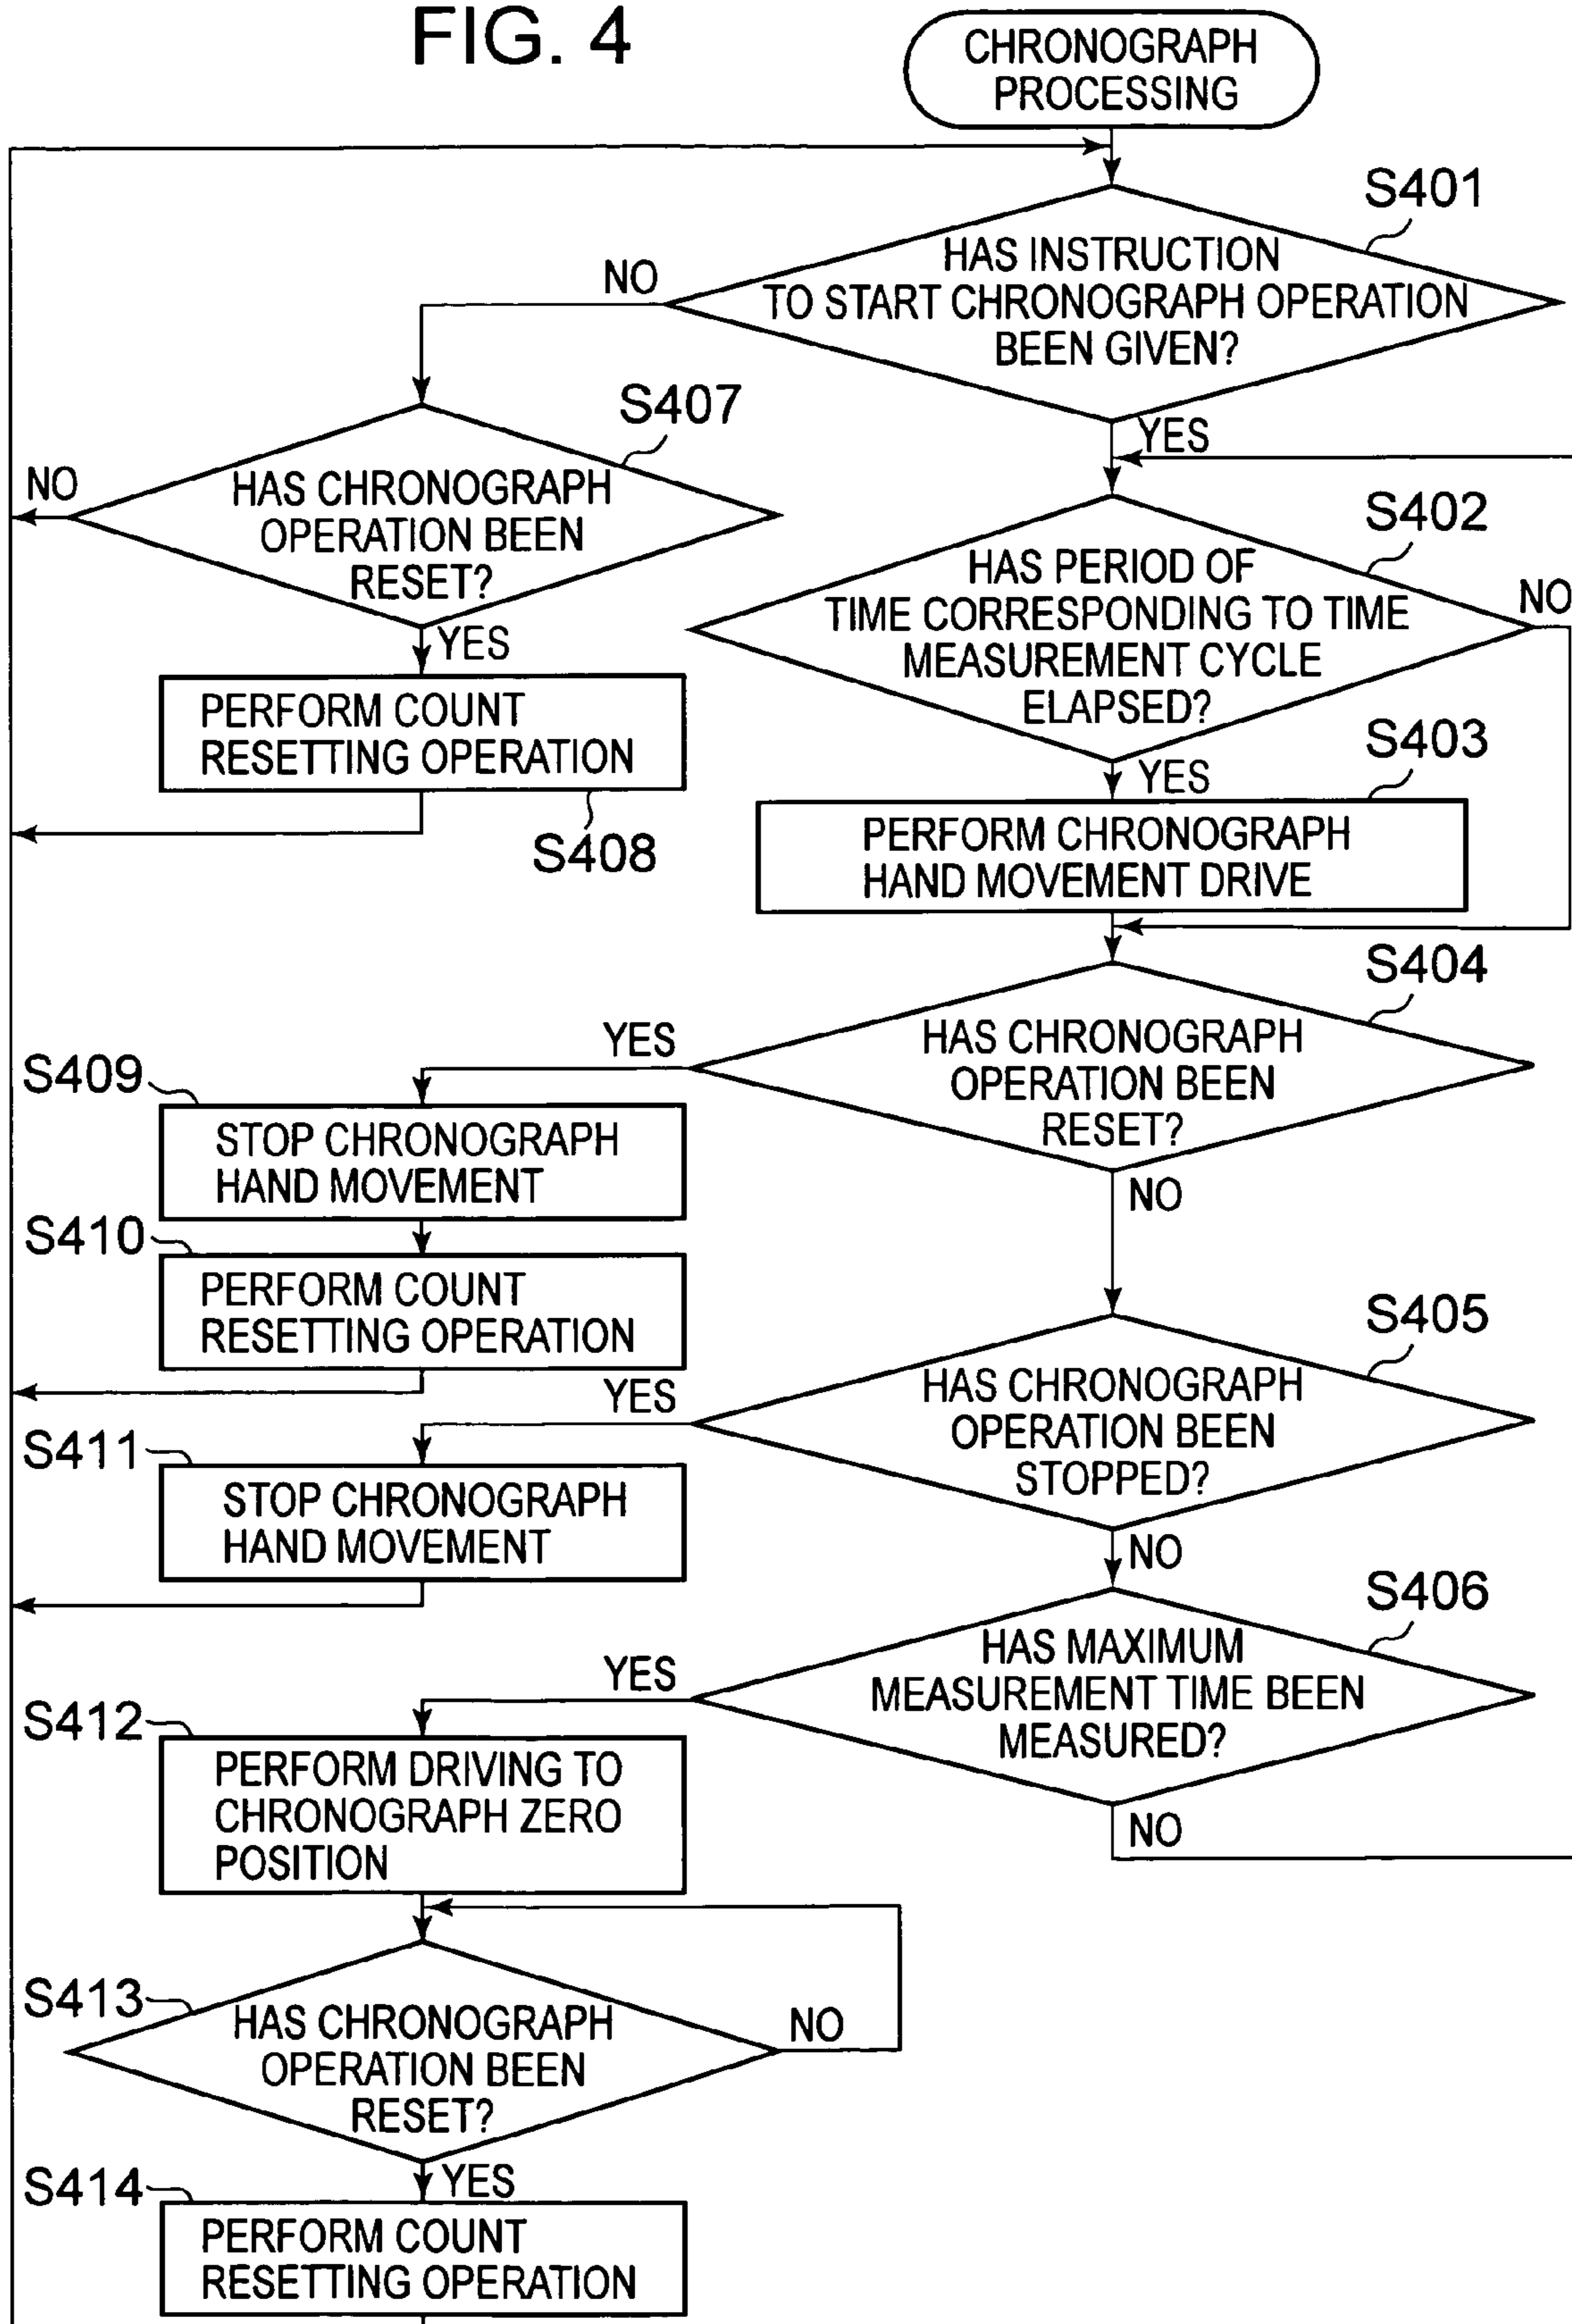 FIG. 4
CHRONOGRAPH
PROCESSING
S401
HAS INSTRUCTION
TO START CHRONOGRAPH OPERATION
BEEN GIVEN?
NO
YES
S407
HAS CHRONOGRAPH
OPERATION BEEN
RESET?
NO
YES
S402
HAS PERIOD OF
TIME CORRESPONDING TO TIME
MEASUREMENT CYCLE
ELAPSED?
NO
YES
PERFORM COUNT
RESETTING OPERATION
S408
S403
PERFORM CHRONOGRAPH
HAND MOVEMENT DRIVE
S404
HAS CHRONOGRAPH
OPERATION BEEN
RESET?
YES
NO
S409
STOP CHRONOGRAPH
HAND MOVEMENT
S410
PERFORM COUNT
RESETTING OPERATION
S405
HAS CHRONOGRAPH
OPERATION BEEN
STOPPED?
YES
NO
S411
STOP CHRONOGRAPH
HAND MOVEMENT
S406
HAS MAXIMUM
MEASUREMENT TIME BEEN
MEASURED?
YES
NO
S412
PERFORM DRIVING TO
CHRONOGRAPH ZERO
POSITION
S413
HAS CHRONOGRAPH
OPERATION BEEN
RESET?
NO
YES
S414
PERFORM COUNT
RESETTING OPERATION